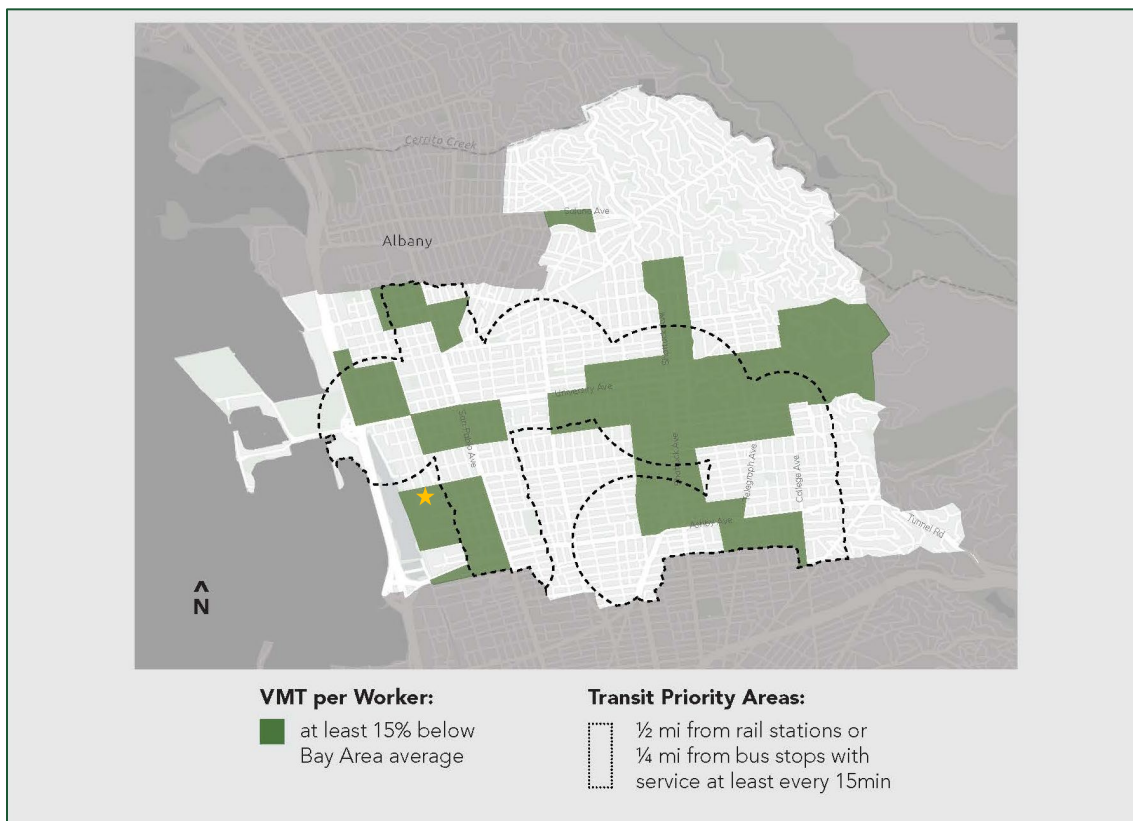 Cerrito Creek
Solano Ave
Albany
Shattuck Ave
University Ave
San Pablo Ave
Shattuck Ave
Telegraph Ave
College Ave
Ashby Ave
Tunnel Rd
N
VMT per Worker:
at least 15% below
Bay Area average
Transit Priority Areas:
½ mi from rail stations or
¼ mi from bus stops with
service at least every 15min